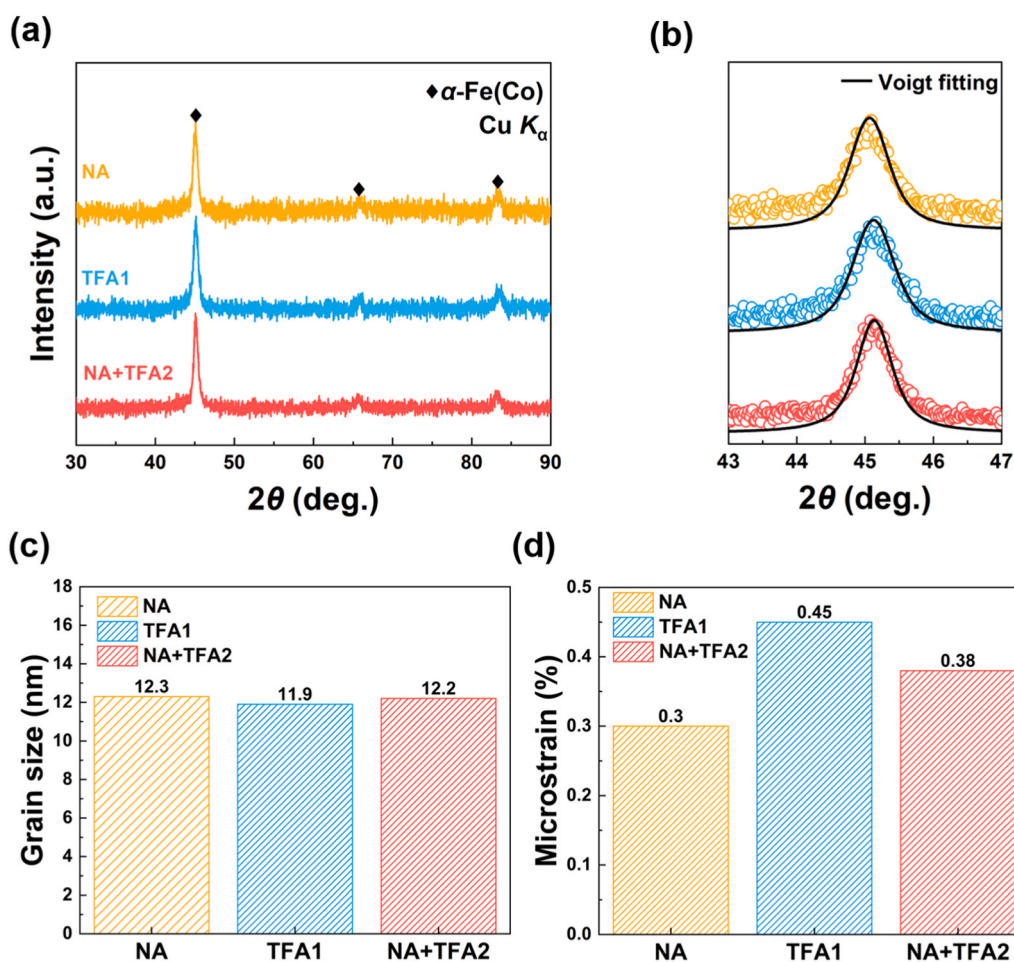 (a)
◆α-Fe(Co)
Cu Kα
NA
TFA1
NA+TFA2
Intensity (a.u.)
30 40 50 60 70 80 90
2θ (deg.)
(b)
Voigt fitting
43 44 45 46 47
2θ (deg.)
(c)
18
16
14
12
10
8
6
4
2
0
Grain size (nm)
NA
TFA1
NA+TFA2
12.3 11.9 12.2
NA TFA1 NA+TFA2
(d)
0.5
0.4
0.3
0.2
0.1
0.0
Microstrain (%)
NA
TFA1
NA+TFA2
0.3 0.45 0.38
NA TFA1 NA+TFA2